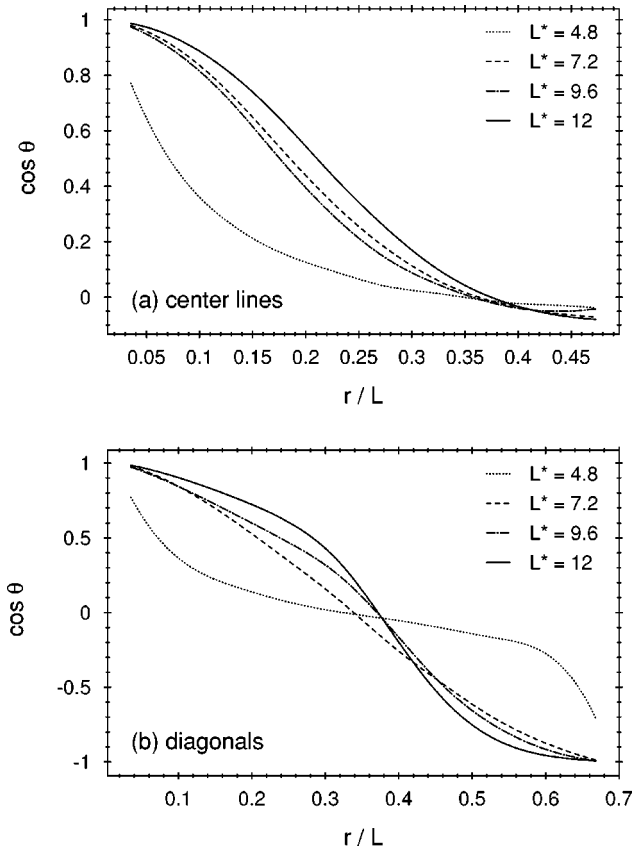 1
0.8
0.6
0.4
0.2
0
cos θ
L* = 4.8
L* = 7.2
L* = 9.6
L* = 12
(a) center lines
0.05 0.1 0.15 0.2 0.25 0.3 0.35 0.4 0.45
r / L
1
0.5
0
-0.5
-1
cos θ
L* = 4.8
L* = 7.2
L* = 9.6
L* = 12
(b) diagonals
0.1 0.2 0.3 0.4 0.5 0.6 0.7
r / L